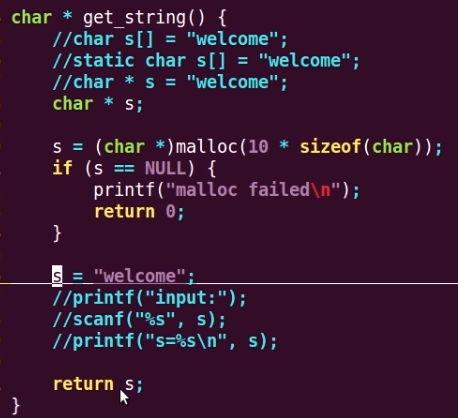 char * get_string() {
    //char s[] = "welcome";
    //static char s[] = "welcome";
    //char * s = "welcome";
    char * s;

    s = (char *)malloc(10 * sizeof(char));
    if (s == NULL) {
        printf("malloc failed\n");
        return 0;
    }

    s = "welcome";
    //printf("input:");
    //scanf("%s", s);
    //printf("s=%s\n", s);

    return s;
}